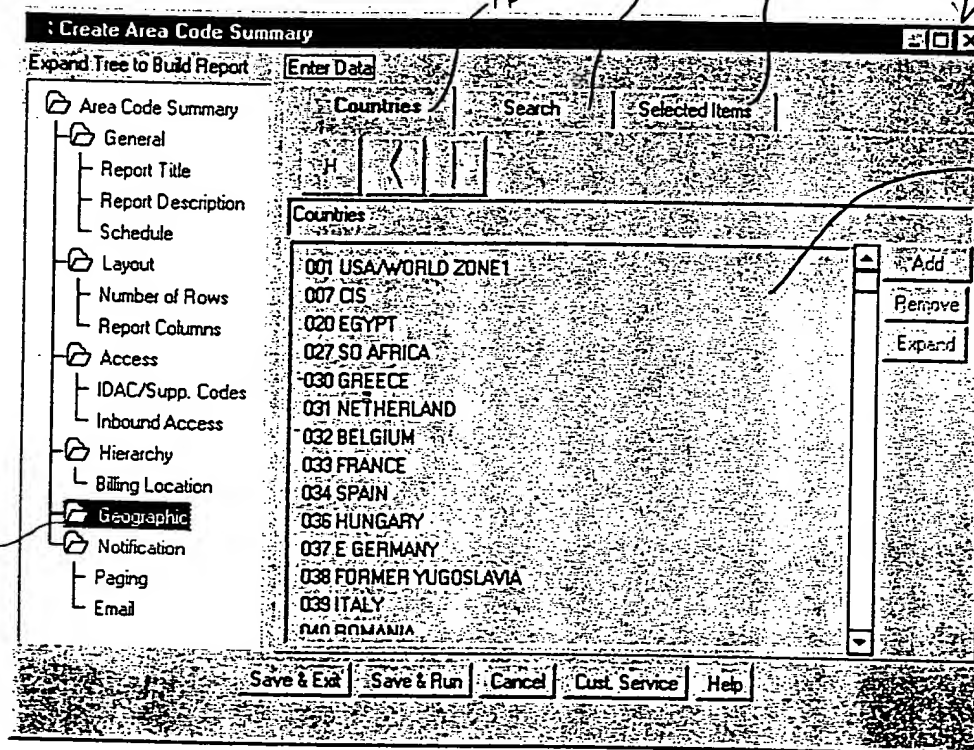 : Create Area Code Summary
Expand Tree to Build Report
Area Code Summary
General
Report Title
Report Description
Schedule
Layout
Number of Rows
Report Columns
Access
IDAC/Supp. Codes
Inbound Access
Hierarchy
Billing Location
Geographic
Notification
Paging
Email
Enter Data
Countries
Search
Selected Items
H
Countries
001 USA/WORLD ZONE1
007 CIS
020 EGYPT
027 SO AFRICA
030 GREECE
031 NETHERLAND
032 BELGIUM
033 FRANCE
034 SPAIN
036 HUNGARY
037 E GERMANY
038 FORMER YUGOSLAVIA
039 ITALY
040 ROMANIA
Add
Remove
Expand
Save & Exit
Save & Run
Cancel
Cust. Service
Help